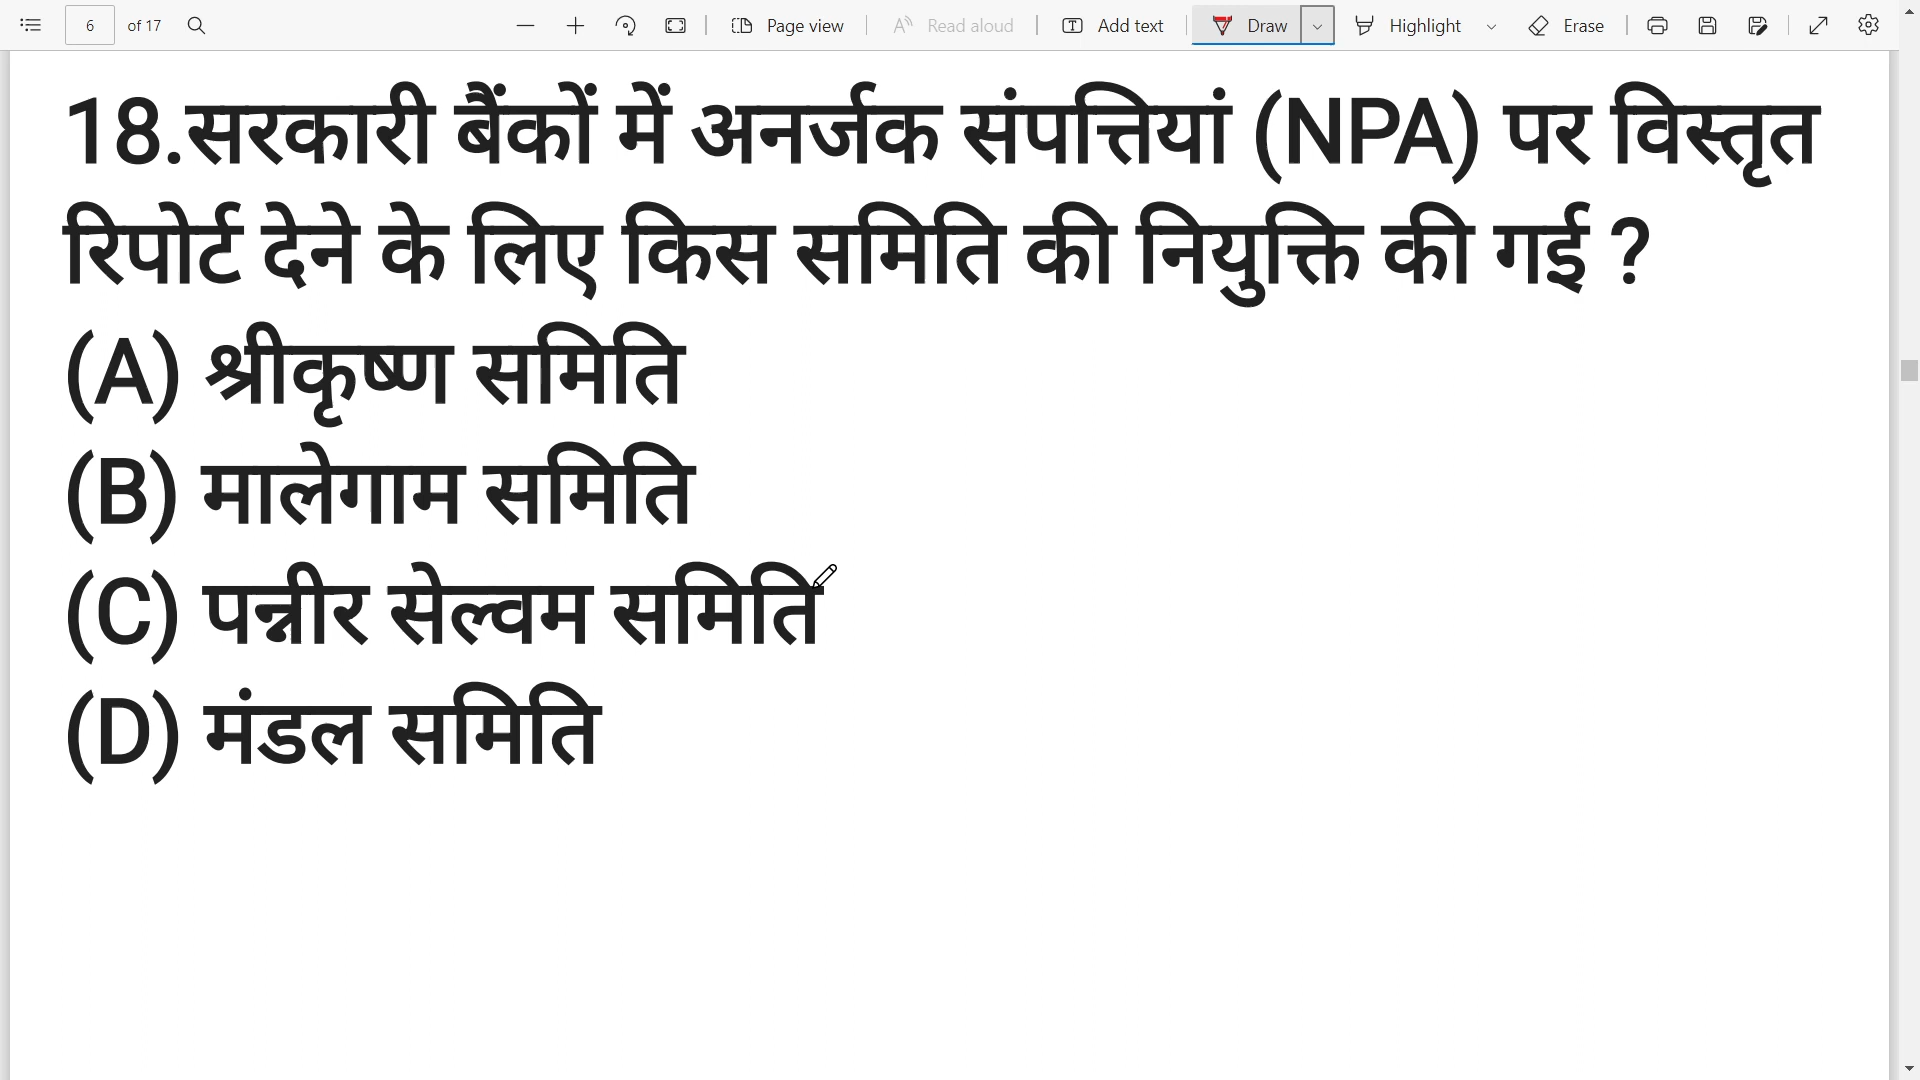 6 of 17 Page view Read aloud Add text Draw Highlight Erase
18.सरकारी बैंकों में अनर्जक संपत्तियां (NPA) पर विस्तृत
रिपोर्ट देने के लिए किस समिति की नियुक्ति की गई ?
(A) श्रीकृष्ण समिति
(B) मालेगाम समिति
(C) पन्नीर सेल्वम समिति
(D) मंडल समिति